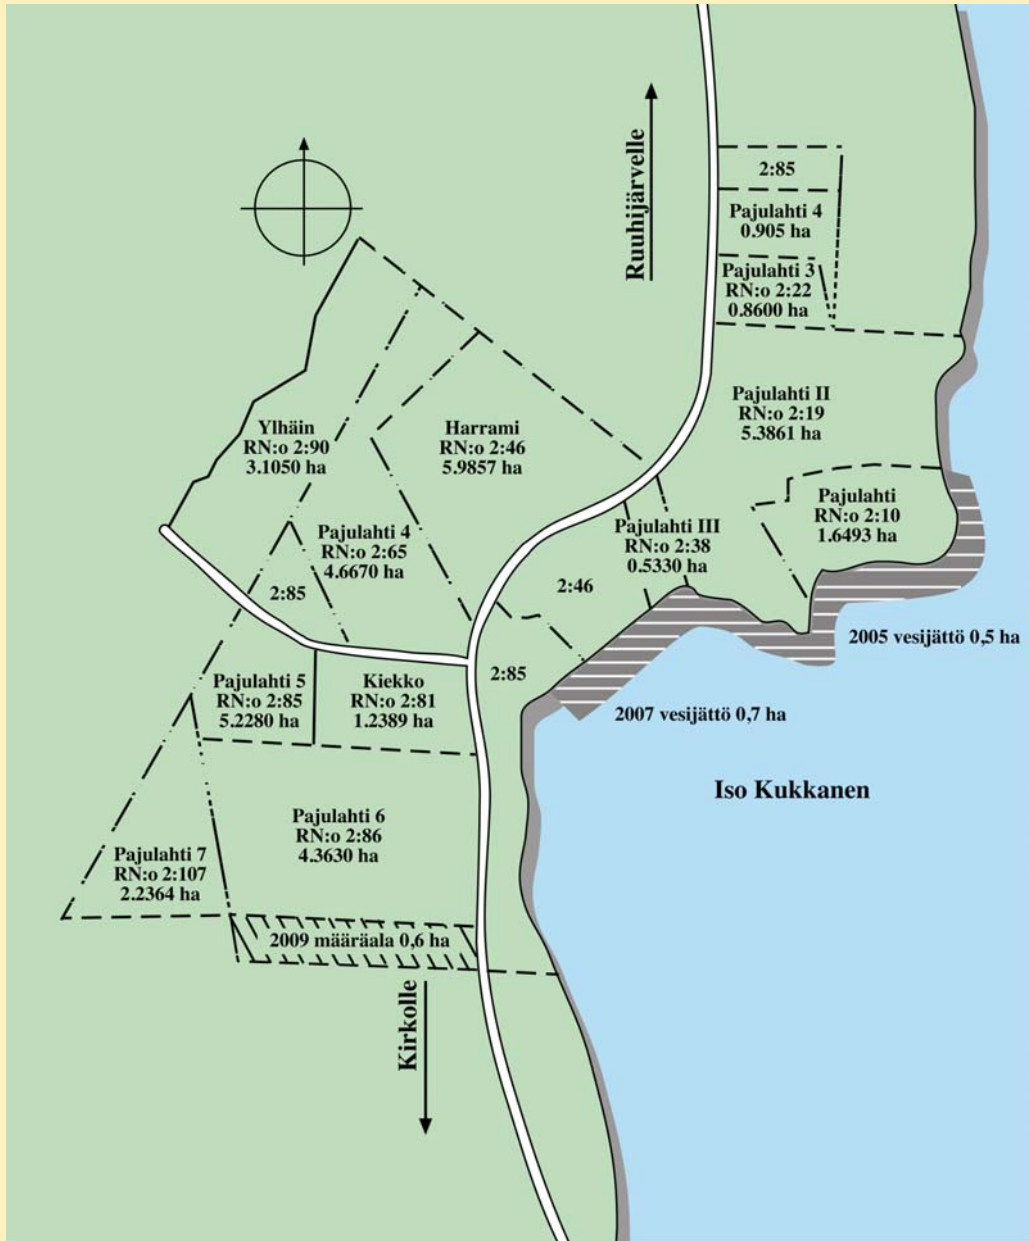 Ruuhijärvelle
2:85
Pajulahti 4
0.905 ha
Pajulahti 3
RN:o 2:22
0.8600 ha
Pajulahti II
RN:o 2:19
5.3861 ha
Ylhäin
RN:o 2:90
3.1050 ha
Harrami
RN:o 2:46
5.9857 ha
Pajulahti
RN:o 2:10
1.6493 ha
Pajulahti 4
RN:o 2:65
4.6670 ha
Pajulahti III
RN:o 2:38
0.5330 ha
2:85
2:46
2005 vesijättö 0,5 ha
2:85
Pajulahti 5
RN:o 2:85
5.2280 ha
Kiekko
RN:o 2:81
1.2389 ha
2007 vesijättö 0,7 ha
Iso Kukkanen
Pajulahti 6
RN:o 2:86
4.3630 ha
Pajulahti 7
RN:o 2:107
2.2364 ha
2009 määräala 0,6 ha
Kirkolle